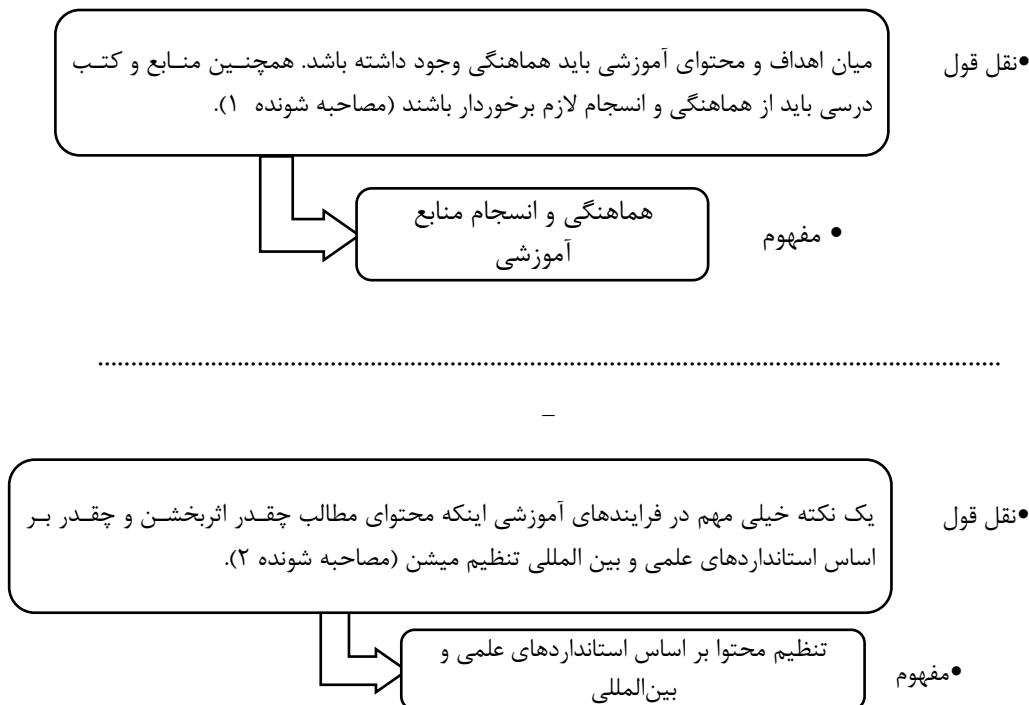 •نقل قول
میان اهداف و محتوای آموزشی باید هماهنگی وجود داشته باشد. همچنین منابع و کتب
درسی باید از هماهنگی و انسجام لازم برخوردار باشند (مصاحبه شونده ۱).
• مفهوم
هماهنگی و انسجام منابع
آموزشی
................................................................................
–
•نقل قول
یک نکته خیلی مهم در فرایندهای آموزشی اینکه محتوای مطالب چقدر اثربخشن و چقدر بر
اساس استانداردهای علمی و بین المللی تنظیم میشن (مصاحبه شونده ۲).
•مفهوم
تنظیم محتوا بر اساس استانداردهای علمی و
بین‌المللی